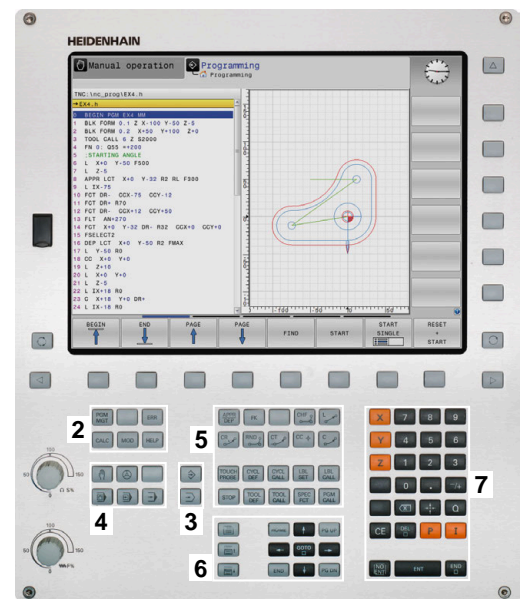 HEIDENHAIN
Manual operation
Programming
Programming
TNC:\nc_prog\EX4.h
→EX4.h
0 BEGIN PGM EX4 MM
1 BLK FORM 0.1 Z X-100 Y-50 Z-5
2 BLK FORM 0.2 X+50 Y+100 Z+0
3 TOOL CALL 6 Z S2000
4 FN 0: Q55 =+200
5 ;STARTING ANGLE
6 L X+0 Y-50 F500
7 L Z-5
8 APPR LCT X+0 Y-32 R2 RL F300
9 L IX-75
10 FCT DR- CCX-75 CCY-12
11 FCT DR+ R70
12 FCT DR- CCX+12 CCY+50
13 FLT AN+270
14 FCT X+0 Y-32 DR- R32 CCX+0 CCY+0
15 FSELECT2
16 DEP LCT X+0 Y-50 R2 FMAX
17 L Y-50 R0
18 CC X+0 Y+0
19 L Z+10
20 L X+0 Y+0
21 L Z-5
22 L IX+18 R0
23 C X+18 Y+0 DR+
24 L IX-18 R0
BEGIN
END
PAGE
PAGE
FIND
START
START SINGLE
RESET + START
PGM MGT
ERR
CALC
MOD
HELP
2
4
3
APPR DEP
FK
CHF
L
CR
RND
CT
CC
C
5
TOUCH PROBE
CYCL DEF
CYCL CALL
LBL SET
LBL CALL
STOP
TOOL DEF
TOOL CALL
SPEC FCT
PGM CALL
HOME
PG UP
GOTO
END
PG DN
6
X 7 8 9
Y 4 5 6
Z 1 2 3
0 . -/+
Q
CE
DEL
P
I
ENT
END
7
100
50
150
S %
100
50
150